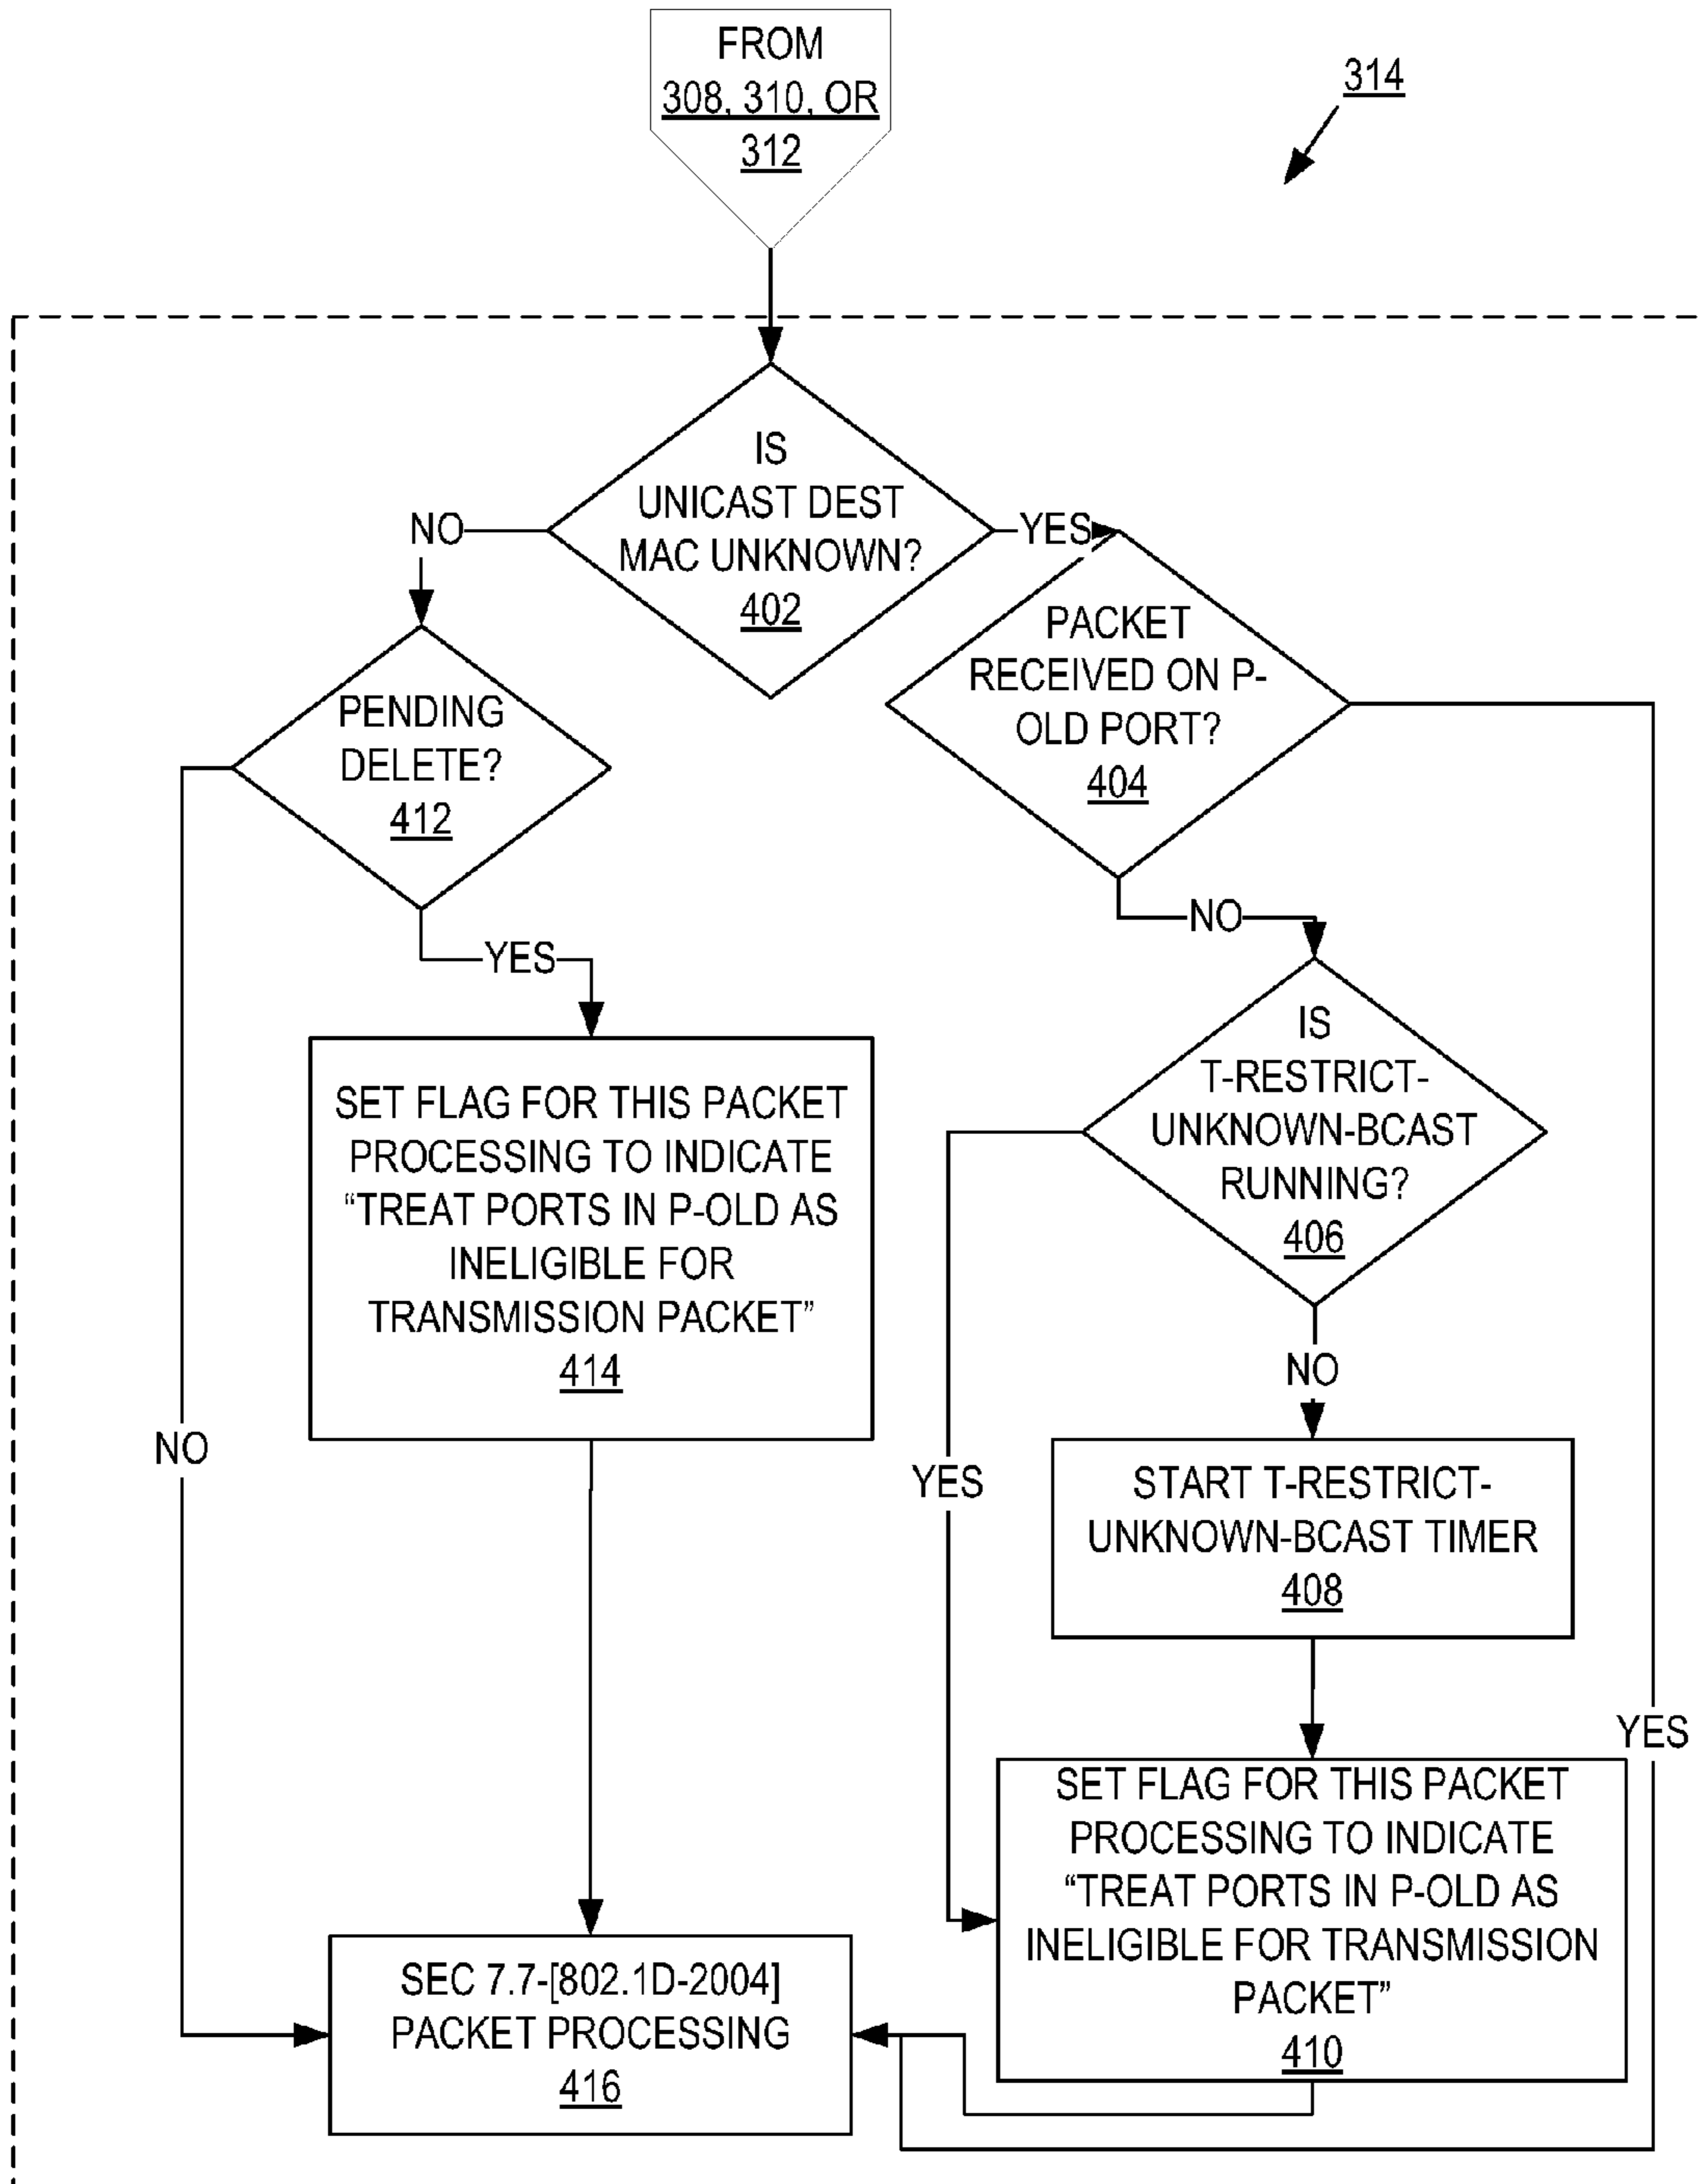 FROM
308, 310, OR
312
314
IS
UNICAST DEST
MAC UNKNOWN?
402
NO
YES
PACKET
RECEIVED ON P-
OLD PORT?
404
PENDING
DELETE?
412
NO
YES
IS
T-RESTRICT-
UNKNOWN-BCAST
RUNNING?
406
SET FLAG FOR THIS PACKET
PROCESSING TO INDICATE
“TREAT PORTS IN P-OLD AS
INELIGIBLE FOR
TRANSMISSION PACKET”
414
NO
NO
YES
START T-RESTRICT-
UNKNOWN-BCAST TIMER
408
YES
SET FLAG FOR THIS PACKET
PROCESSING TO INDICATE
“TREAT PORTS IN P-OLD AS
INELIGIBLE FOR TRANSMISSION
PACKET”
410
SEC 7.7-[802.1D-2004]
PACKET PROCESSING
416